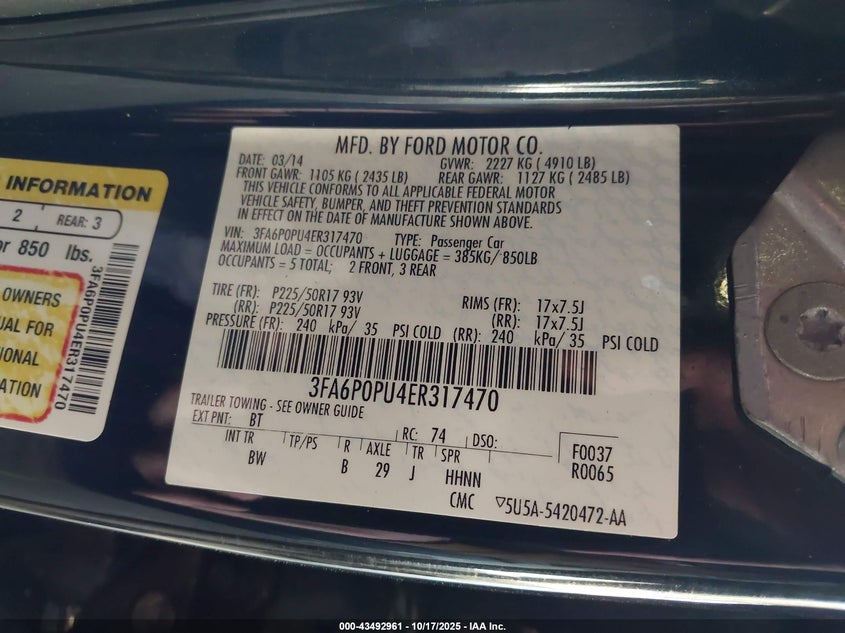 MFD. BY FORD MOTOR CO.
DATE: 03/14
GVWR: 2227 KG ( 4910 LB)
FRONT GAWR: 1105 KG ( 2435 LB)
REAR GAWR: 1127 KG ( 2485 LB)
THIS VEHICLE CONFORMS TO ALL APPLICABLE FEDERAL MOTOR
VEHICLE SAFETY, BUMPER, AND THEFT PREVENTION STANDARDS
IN EFFECT ON THE DATE OF MANUFACTURE SHOWN ABOVE.
VIN: 3FA6P0PU4ER317470 TYPE: Passenger Car
MAXIMUM LOAD = OCCUPANTS + LUGGAGE = 385KG/850LB
OCCUPANTS = 5 TOTAL; 2 FRONT, 3 REAR
TIRE (FR): P225/50R17 93V RIMS (FR): 17x7.5J
(RR): P225/50R17 93V (RR): 17x7.5J
PRESSURE (FR): 240 kPa/ 35 PSI COLD (RR): 240 kPa/35 PSI COLD
3FA6P0PU4ER317470
TRAILER TOWING - SEE OWNER GUIDE
EXT PNT: BT RC: 74 DSO: F0037
INT TR TP/PS R AXLE TR SPR R0065
BW B 29 J HHNN
CMC ▽5U5A-5420472-AA
INFORMATION
2 REAR: 3
or 850 lbs.
OWNERS
UAL FOR
IONAL
ATION
3FA6P0PU4ER317470
000-43492961 - 10/17/2025 - IAA Inc.